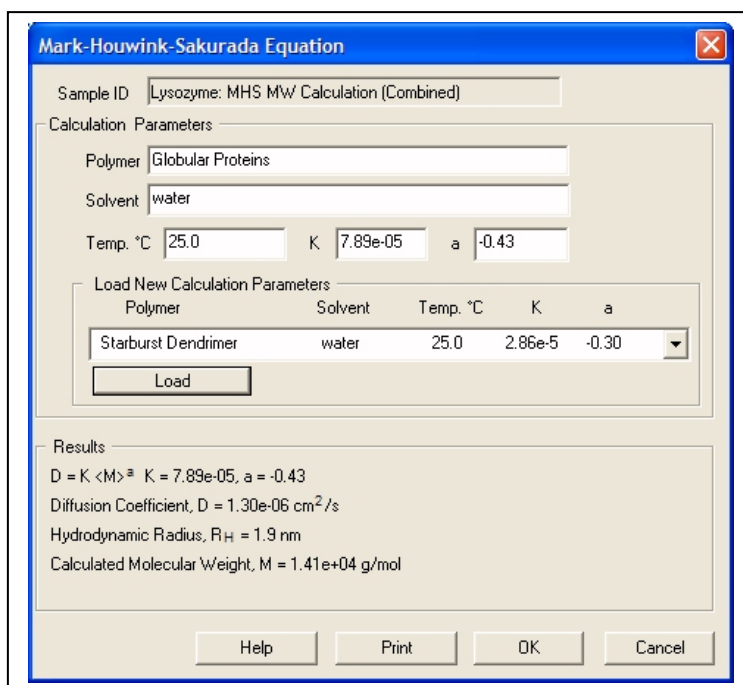 Mark-Houwink-Sakurada Equation
Sample ID Lysozyme: MHS MW Calculation (Combined)
Calculation Parameters
Polymer Globular Proteins
Solvent water
Temp. °C 25.0 K 7.89e-05 a -0.43
Load New Calculation Parameters
Polymer Solvent Temp. °C K a
Starburst Dendrimer water 25.0 2.86e-5 -0.30
Load
Results
D = K <M>ᵃ K = 7.89e-05, a = -0.43
Diffusion Coefficient, D = 1.30e-06 cm²/s
Hydrodynamic Radius, RH = 1.9 nm
Calculated Molecular Weight, M = 1.41e+04 g/mol
Help Print OK Cancel